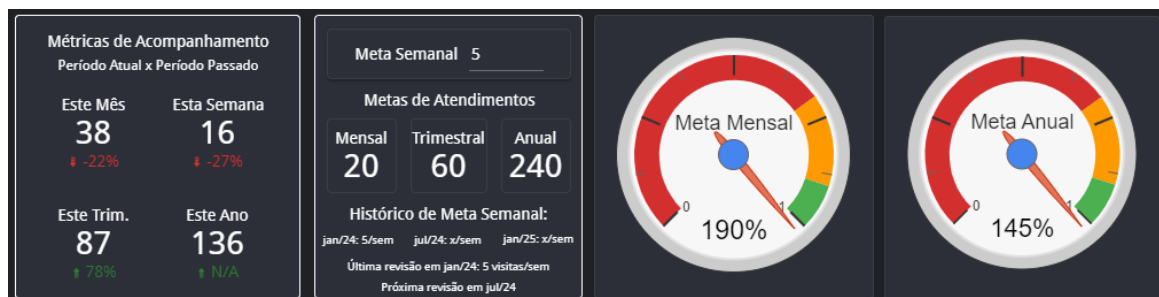 Métricas de Acompanhamento
Período Atual x Período Passado
Este Mês Esta Semana
38 16
-22% -27%
Este Trim. Este Ano
87 136
78% N/A
Meta Semanal 5
Metas de Atendimentos
Mensal Trimestral Anual
20 60 240
Histórico de Meta Semanal:
jan/24: 5/sem jul/24: x/sem jan/25: x/sem
Última revisão em jan/24: 5 visitas/sem
Próxima revisão em jul/24
Meta Mensal
0 1
190%
Meta Anual
0 1
145%